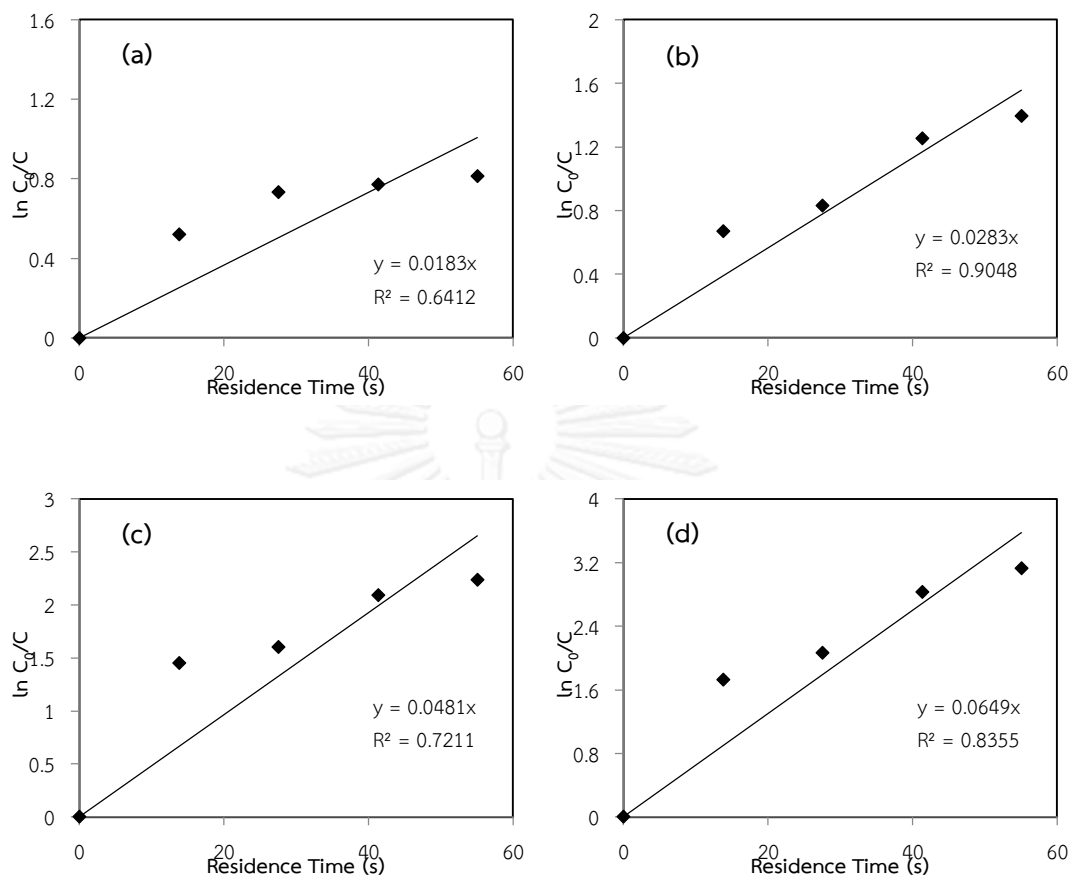 (a)
1.6
1.2
0.8
0.4
0
ln C₀/C
y = 0.0183x
R² = 0.6412
0 20 40 60
Residence Time (s)
(b)
2
1.6
1.2
0.8
0.4
0
ln C₀/C
y = 0.0283x
R² = 0.9048
0 20 40 60
Residence Time (s)
(c)
3
2.5
2
1.5
1
0.5
0
ln C₀/C
y = 0.0481x
R² = 0.7211
0 20 40 60
Residence Time (s)
(d)
4
3.2
2.4
1.6
0.8
0
ln C₀/C
y = 0.0649x
R² = 0.8355
0 20 40 60
Residence Time (s)